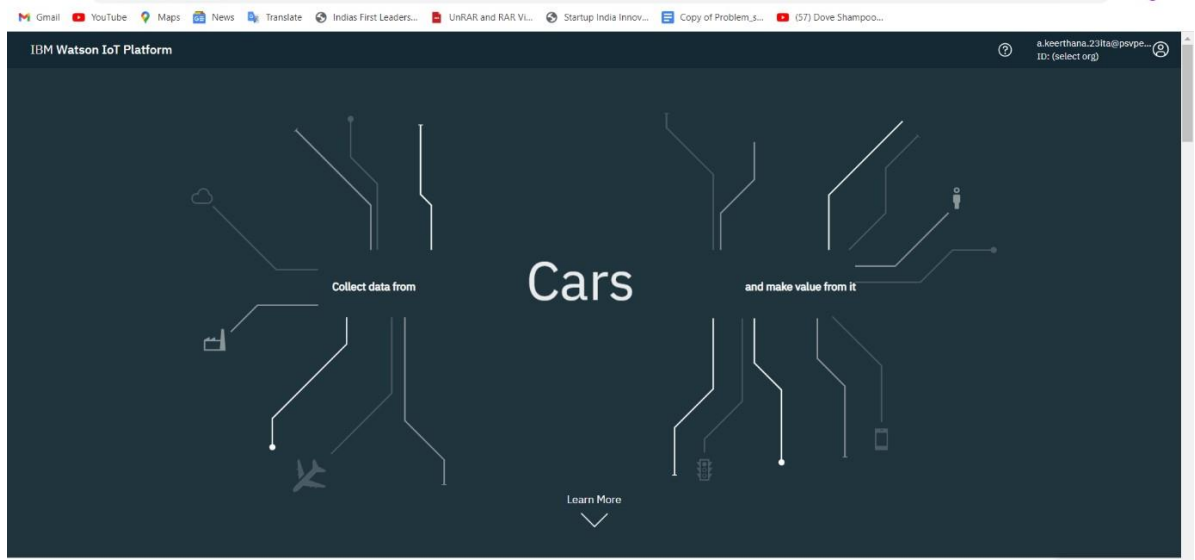 Gmail YouTube Maps News Translate Indias First Leaders... UnRAR and RAR Vi... Startup India Innov... Copy of Problem_s... (57) Dove Shampoo...
IBM Watson IoT Platform
a.keerthana.23ita@psvpe...
ID: (select org)
Collect data from
Cars
and make value from it
Learn More